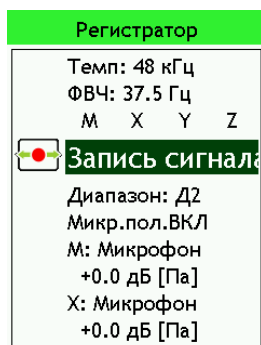 Регистратор
Темп: 48 кГц
ФВЧ: 37.5 Гц
M X Y Z
Запись сигнала
Диапазон: Д2
Микр.пол.ВКЛ
М: Микрофон
+0.0 дБ [Па]
X: Микрофон
+0.0 дБ [Па]